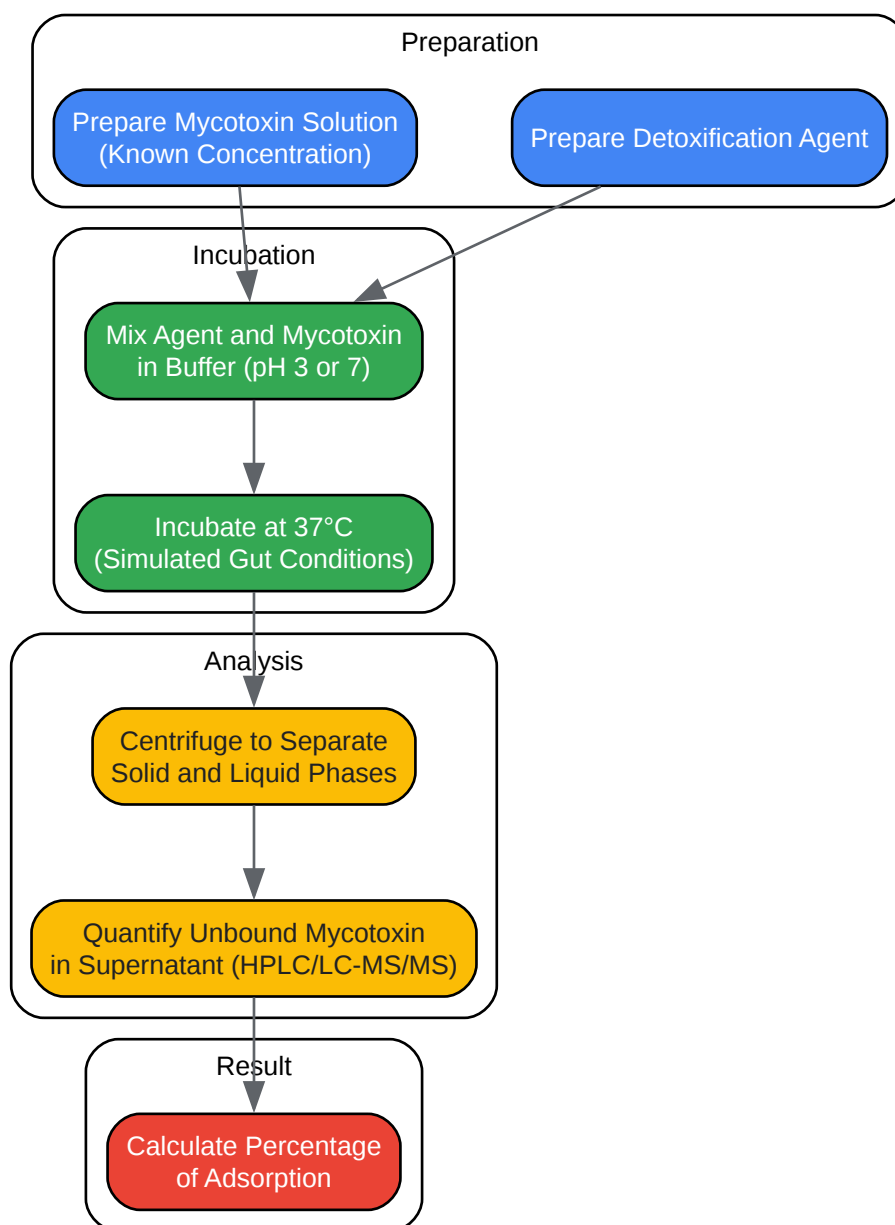 Preparation
Prepare Mycotoxin Solution
(Known Concentration)
Prepare Detoxification Agent
Incubation
Mix Agent and Mycotoxin
in Buffer (pH 3 or 7)
Incubate at 37°C
(Simulated Gut Conditions)
Analysis
Centrifuge to Separate
Solid and Liquid Phases
Quantify Unbound Mycotoxin
in Supernatant (HPLC/LC-MS/MS)
Result
Calculate Percentage
of Adsorption